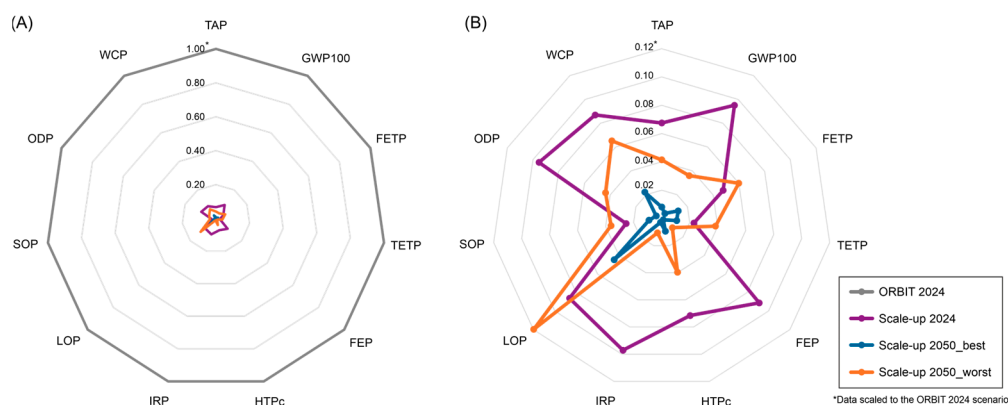 (A)
TAP
1.00*
WCP
GWP100
0.80
ODP
FETP
0.60
0.40
0.20
SOP
TETP
LOP
FEP
IRP
HTPc
(B)
TAP
0.12*
WCP
GWP100
0.10
ODP
FETP
0.08
0.06
0.04
0.02
SOP
TETP
LOP
FEP
IRP
HTPc
ORBIT 2024
Scale-up 2024
Scale-up 2050_best
Scale-up 2050_worst
*Data scaled to the ORBIT 2024 scenario